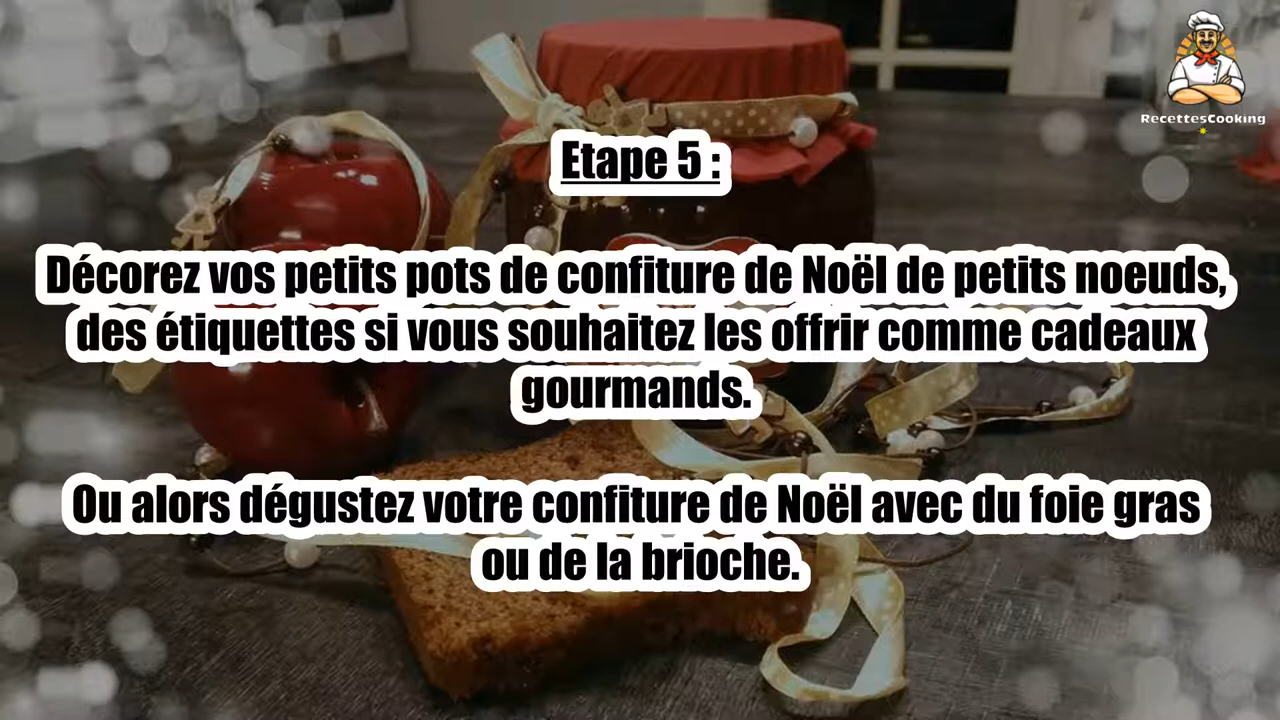 RecettesCooking
Etape 5 :
Décorez vos petits pots de confiture de Noël de petits noeuds,
des étiquettes si vous souhaitez les offrir comme cadeaux
gourmands.
Ou alors dégustez votre confiture de Noël avec du foie gras
ou de la brioche.